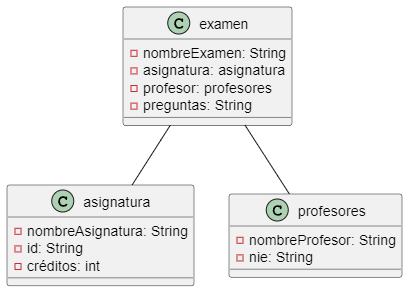 C examen
nombreExamen: String
asignatura: asignatura
profesor: profesores
preguntas: String
C asignatura
nombreAsignatura: String
id: String
créditos: int
C profesores
nombreProfesor: String
nie: String